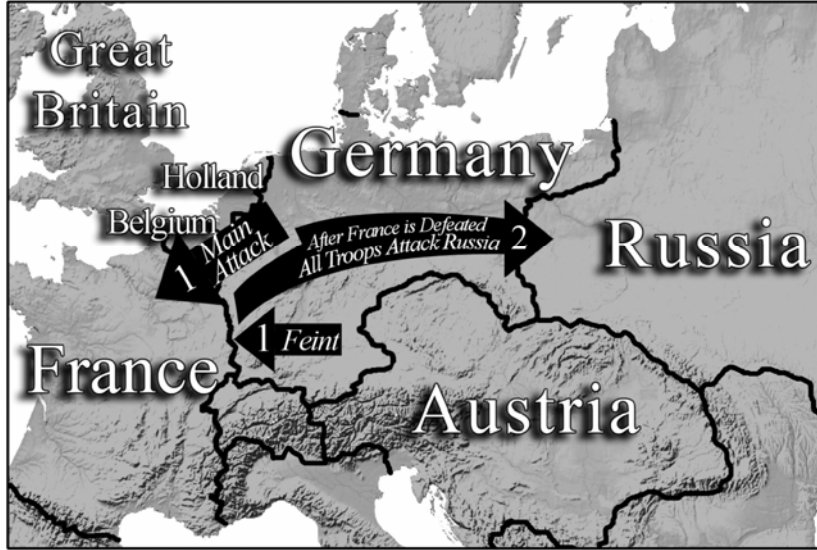 Great
Britain
Germany
Holland
Belgium
1 Main
Attack
After France is Defeated
All Troops Attack Russia 2
Russia
1 Feint
France
Austria